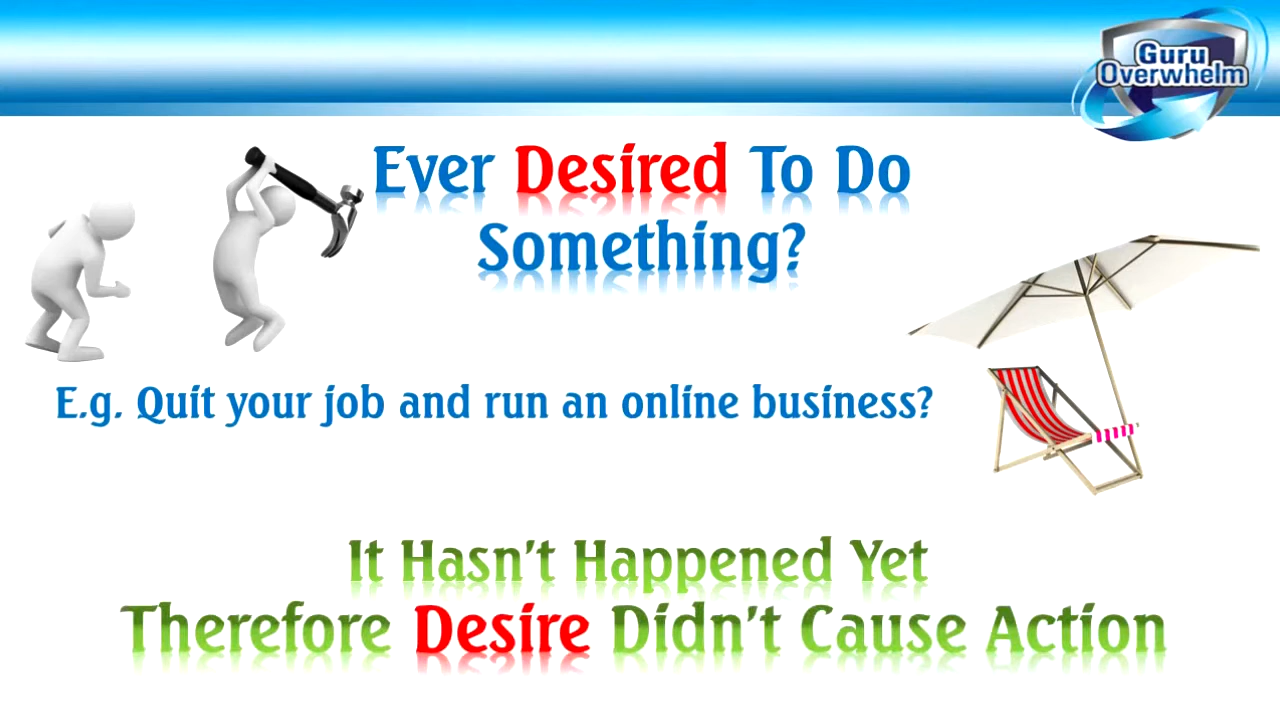 Guru
Overwhelm
Ever Desired To Do
Something?
E.g. Quit your job and run an online business?
It Hasn't Happened Yet
Therefore Desire Didn't Cause Action